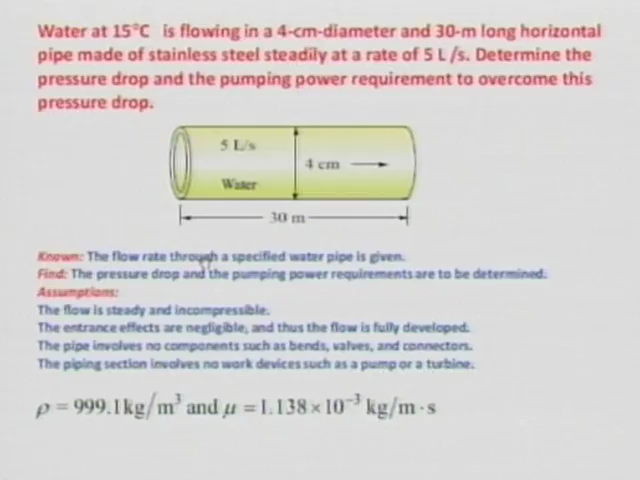 Water at 15°C is flowing in a 4-cm-diameter and 30-m long horizontal
pipe made of stainless steel steadily at a rate of 5 L/s. Determine the
pressure drop and the pumping power requirement to overcome this
pressure drop.
5 L/s
4 cm
Water
30 m
Known: The flow rate through a specified water pipe is given.
Find: The pressure drop and the pumping power requirements are to be determined.
Assumptions:
The flow is steady and incompressible.
The entrance effects are negligible, and thus the flow is fully developed.
The pipe involves no components such as bends, valves, and connectors.
The piping section involves no work devices such as a pump or a turbine.
ρ = 999.1 kg/m³ and μ = 1.138 × 10⁻³ kg/m·s